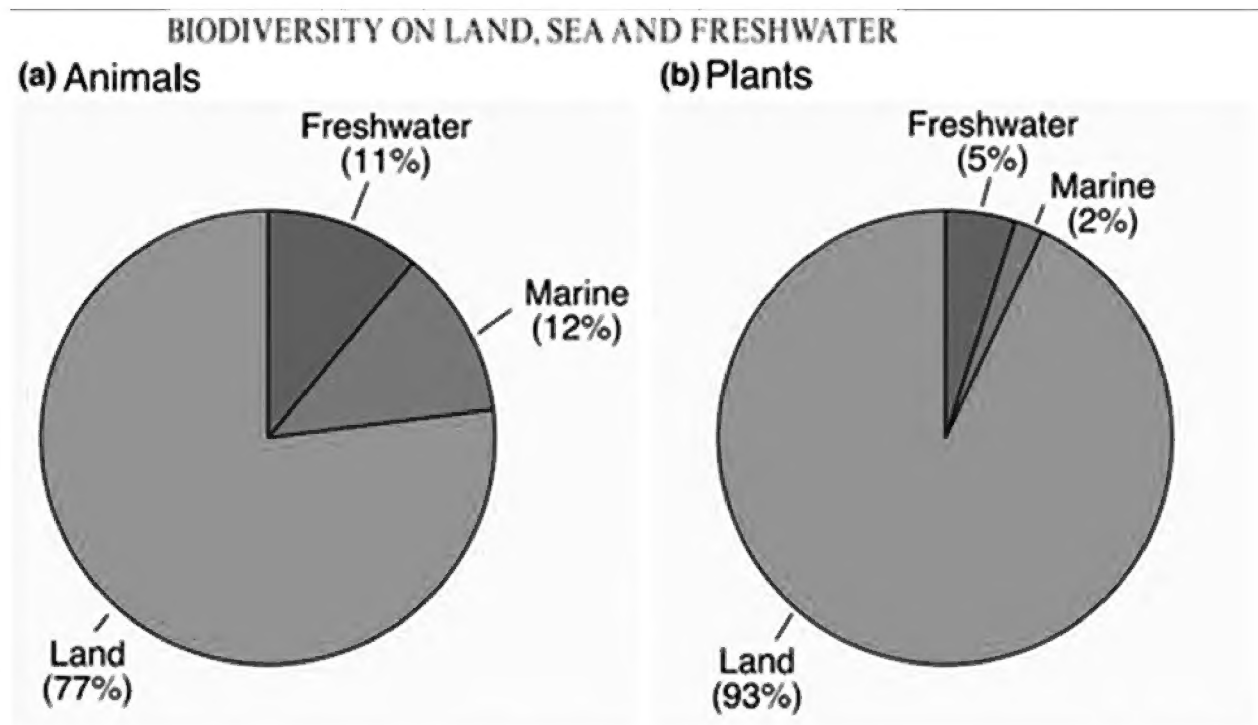 BIODIVERSITY ON LAND, SEA AND FRESHWATER
(a) Animals
Freshwater
(11%)
Marine
(12%)
Land
(77%)
(b) Plants
Freshwater
(5%)
Marine
(2%)
Land
(93%)